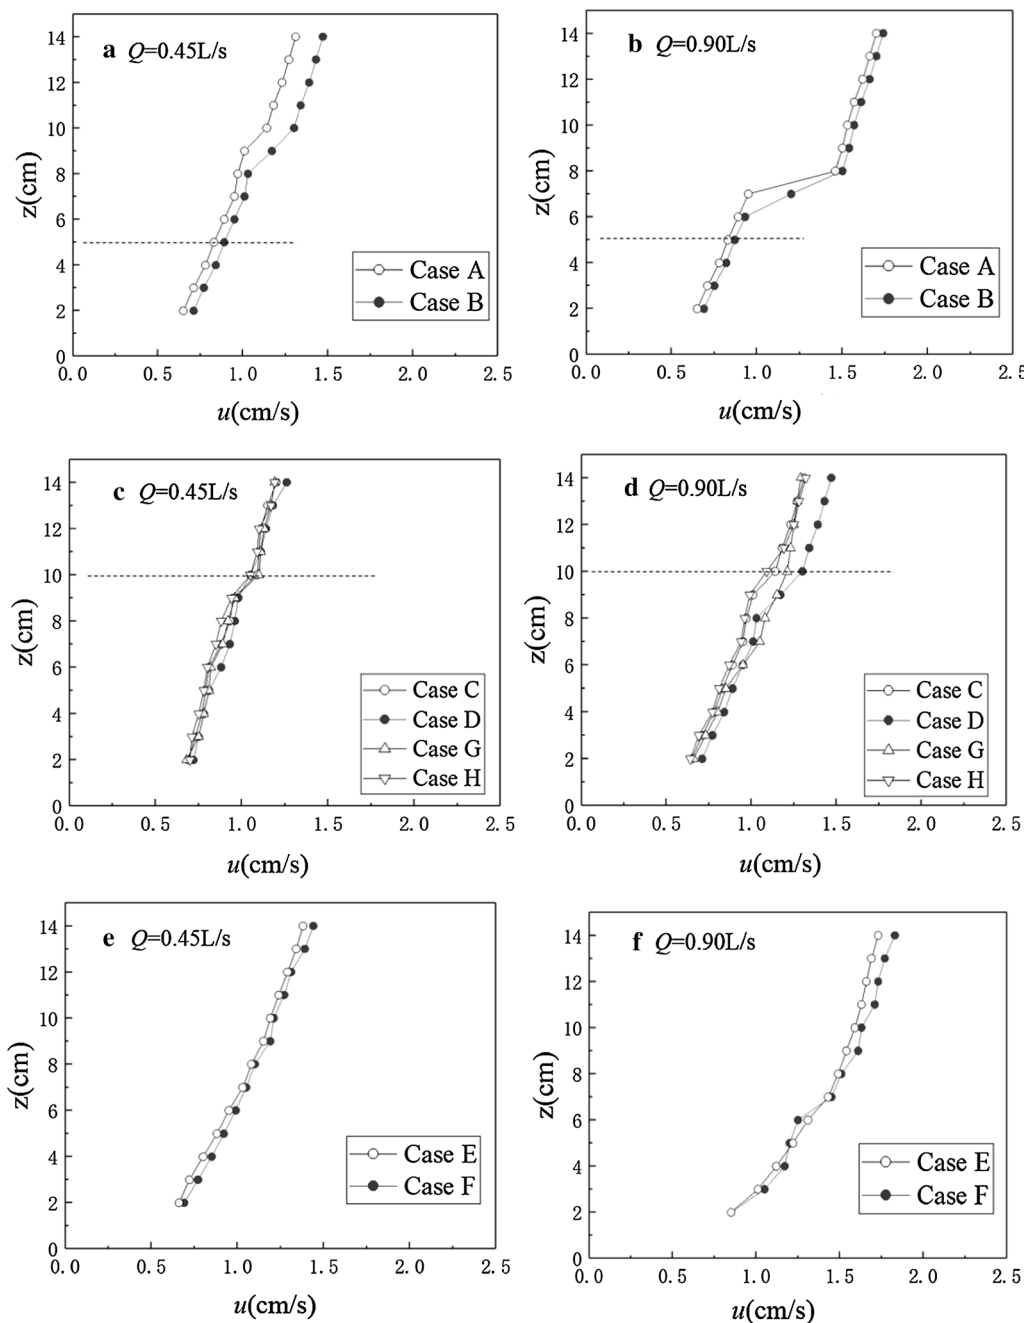 a Q=0.45L/s
14
12
10
8
6
4
2
0
z(cm)
Case A
Case B
0.0 0.5 1.0 1.5 2.0 2.5
u(cm/s)
b Q=0.90L/s
14
12
10
8
6
4
2
0
z(cm)
Case A
Case B
0.0 0.5 1.0 1.5 2.0 2.5
u(cm/s)
c Q=0.45L/s
14
12
10
8
6
4
2
0
z(cm)
Case C
Case D
Case G
Case H
0.0 0.5 1.0 1.5 2.0 2.5
u(cm/s)
d Q=0.90L/s
14
12
10
8
6
4
2
0
z(cm)
Case C
Case D
Case G
Case H
0.0 0.5 1.0 1.5 2.0 2.5
u(cm/s)
e Q=0.45L/s
14
12
10
8
6
4
2
0
z(cm)
Case E
Case F
0.0 0.5 1.0 1.5 2.0 2.5
u(cm/s)
f Q=0.90L/s
14
12
10
8
6
4
2
0
z(cm)
Case E
Case F
0.0 0.5 1.0 1.5 2.0 2.5
u(cm/s)